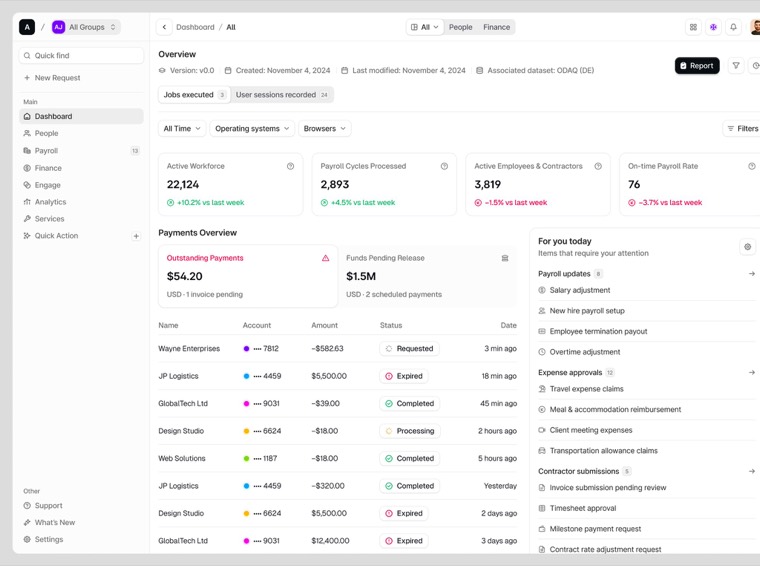 A / AJ All Groups
Dashboard / All
All People Finance
Quick find
New Request
Main
Dashboard
People
Payroll 13
Finance
Engage
Analytics
Services
Quick Action
Other
Support
What's New
Settings
Overview
Version: v0.0 Created: November 4, 2024 Last modified: November 4, 2024 Associated dataset: ODAQ (DE)
Report
Jobs executed 3 User sessions recorded 24
All Time Operating systems Browsers
Filters
Active Workforce
22,124
+10.2% vs last week
Payroll Cycles Processed
2,893
+4.5% vs last week
Active Employees & Contractors
3,819
−1.5% vs last week
On-time Payroll Rate
76
−3.7% vs last week
Payments Overview
Outstanding Payments
$54.20
USD · 1 invoice pending
Funds Pending Release
$1.5M
USD · 2 scheduled payments
Name Account Amount Status Date
Wayne Enterprises •••• 7812 −$582.63 Requested 3 min ago
JP Logistics •••• 4459 $5,500.00 Expired 18 min ago
GlobalTech Ltd •••• 9031 −$39.00 Completed 45 min ago
Design Studio •••• 6624 −$18.00 Processing 2 hours ago
Web Solutions •••• 1187 −$18.00 Completed 5 hours ago
JP Logistics •••• 4459 −$320.00 Completed Yesterday
Design Studio •••• 6624 $5,500.00 Expired 2 days ago
GlobalTech Ltd •••• 9031 $12,400.00 Expired 3 days ago
For you today
Items that require your attention
Payroll updates 8
Salary adjustment
New hire payroll setup
Employee termination payout
Overtime adjustment
Expense approvals 12
Travel expense claims
Meal & accommodation reimbursement
Client meeting expenses
Transportation allowance claims
Contractor submissions 5
Invoice submission pending review
Timesheet approval
Milestone payment request
Contract rate adjustment request